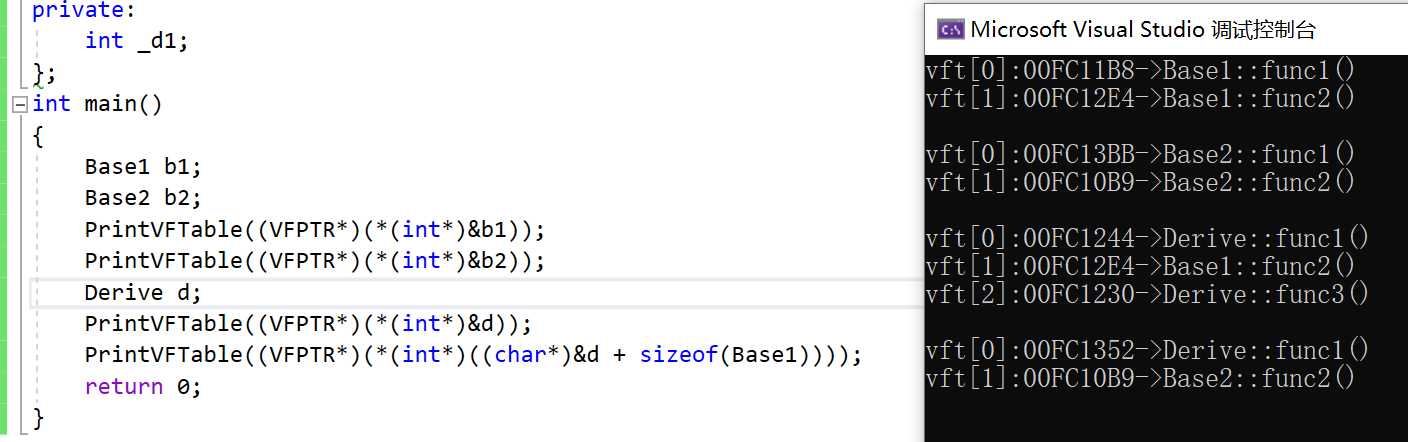 private:
    int _d1;
};
int main()
{
    Base1 b1;
    Base2 b2;
    PrintVFTable((VFPTR*)(*(int*)&b1));
    PrintVFTable((VFPTR*)(*(int*)&b2));
    Derive d;
    PrintVFTable((VFPTR*)(*(int*)&d));
    PrintVFTable((VFPTR*)(*(int*)((char*)&d + sizeof(Base1))));
    return 0;
}
Microsoft Visual Studio 调试控制台
vft[0]:00FC11B8->Base1::func1()
vft[1]:00FC12E4->Base1::func2()
vft[0]:00FC13BB->Base2::func1()
vft[1]:00FC10B9->Base2::func2()
vft[0]:00FC1244->Derive::func1()
vft[1]:00FC12E4->Base1::func2()
vft[2]:00FC1230->Derive::func3()
vft[0]:00FC1352->Derive::func1()
vft[1]:00FC10B9->Base2::func2()